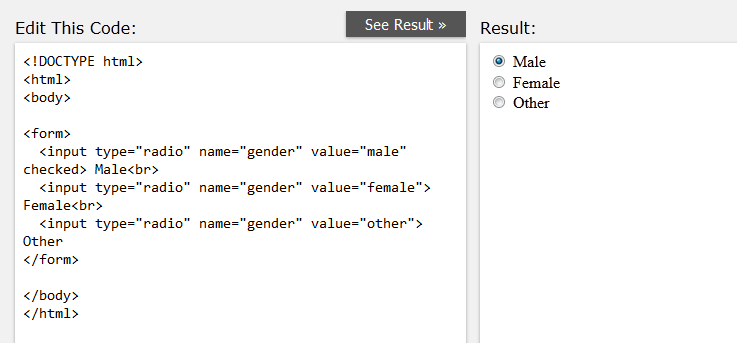 Edit This Code:
See Result »
Result:
<!DOCTYPE html>
<html>
<body>
<form>
<input type="radio" name="gender" value="male"
checked> Male<br>
<input type="radio" name="gender" value="female">
Female<br>
<input type="radio" name="gender" value="other">
Other
</form>
</body>
</html>
Male
Female
Other